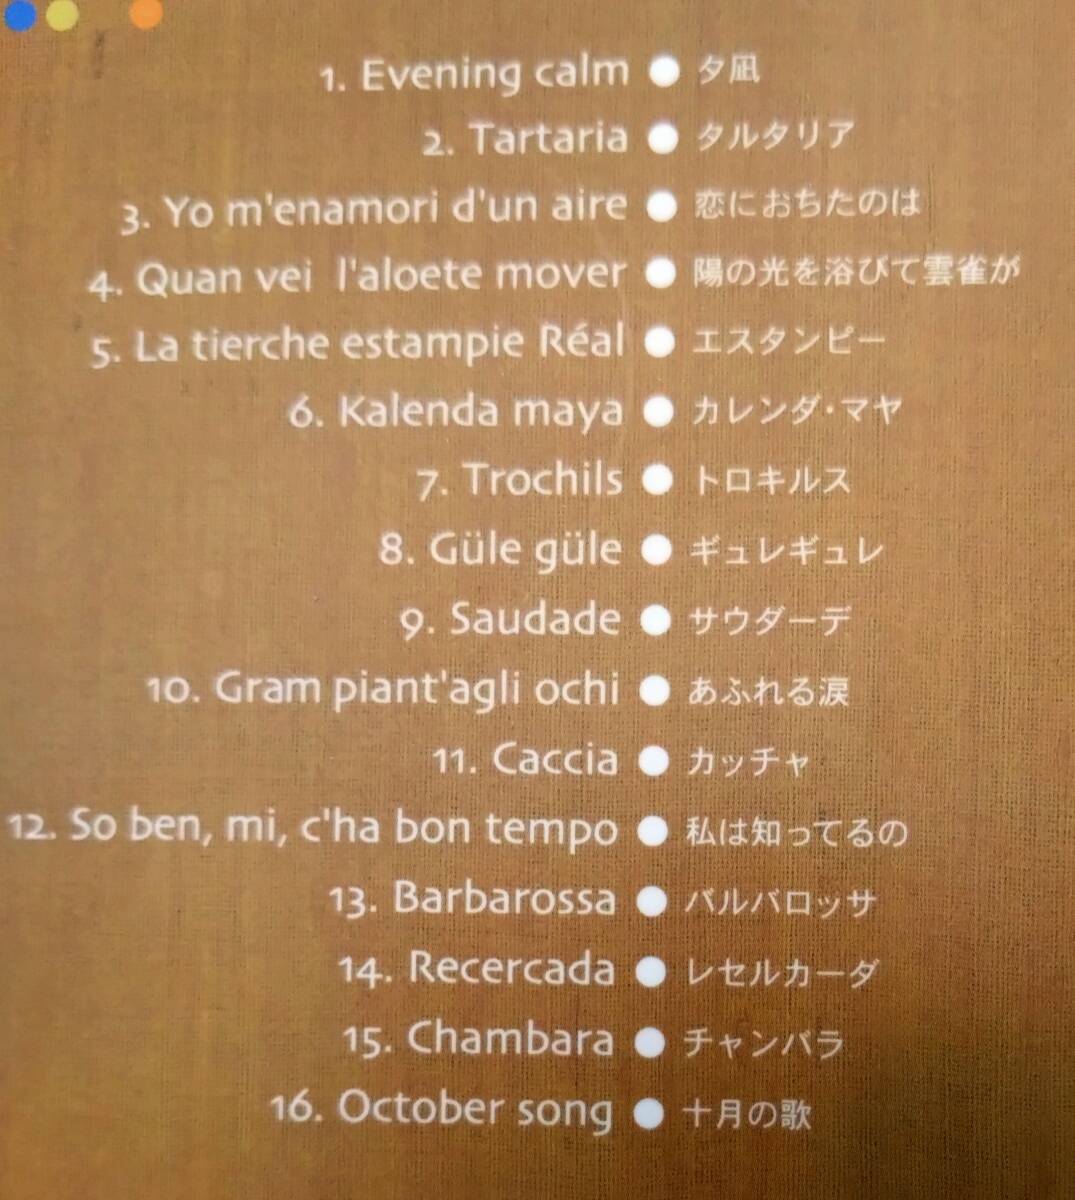 1. Evening calm ● 夕凪
2. Tartaria ● タルタリア
3. Yo m'enamori d'un aire ● 恋におちたのは
4. Quan vei l'aloete mover ● 陽の光を浴びて雲雀が
5. La tierche estampie Réal ● エスタンピー
6. Kalenda maya ● カレンダ・マヤ
7. Trochils ● トロキルス
8. Güle güle ● ギュレギュレ
9. Saudade ● サウダーデ
10. Gram piant'agli ochi ● あふれる涙
11. Caccia ● カッチャ
12. So ben, mi, c'ha bon tempo ● 私は知ってるの
13. Barbarossa ● バルバロッサ
14. Recercada ● レセルカーダ
15. Chambara ● チャンバラ
16. October song ● 十月の歌